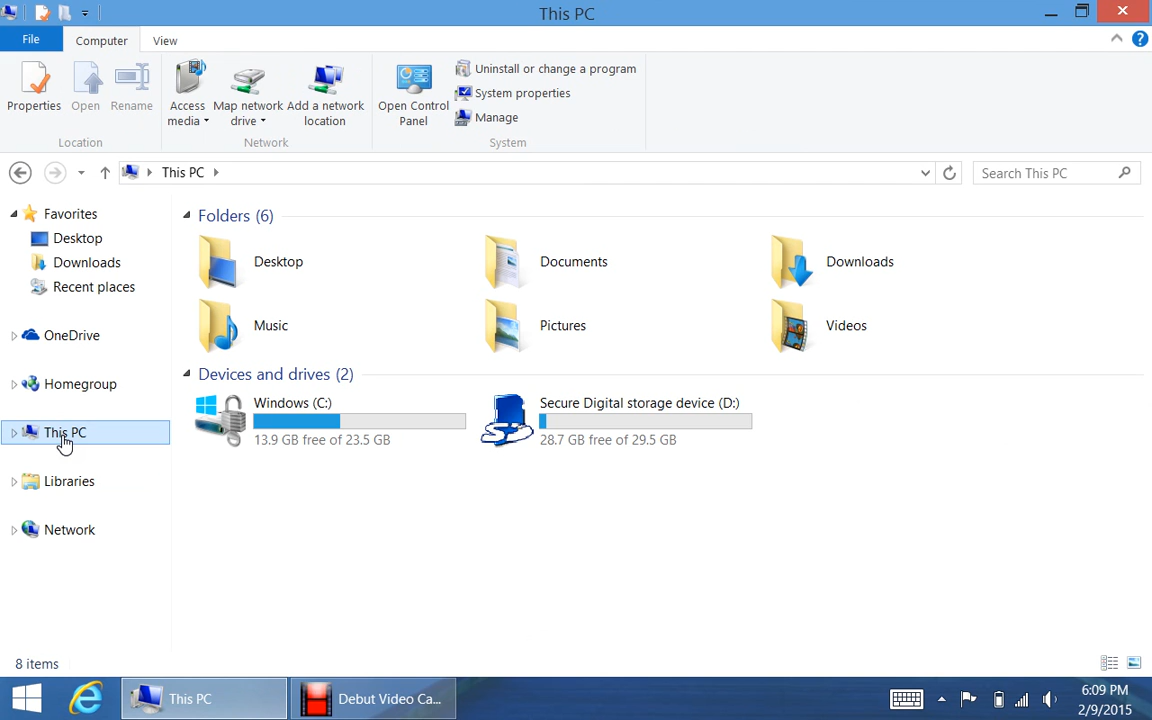 This PC
File
Computer
View
Properties
Open
Rename
Access media
Map network drive
Add a network location
Open Control Panel
Uninstall or change a program
System properties
Manage
Location
Network
System
This PC
Search This PC
Favorites
Desktop
Downloads
Recent places
OneDrive
Homegroup
This PC
Libraries
Network
Folders (6)
Desktop
Documents
Downloads
Music
Pictures
Videos
Devices and drives (2)
Windows (C:)
13.9 GB free of 23.5 GB
Secure Digital storage device (D:)
28.7 GB free of 29.5 GB
8 items
This PC
Debut Video Ca...
6:09 PM
2/9/2015